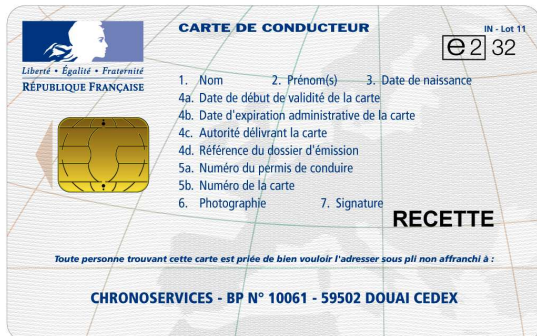 CARTE DE CONDUCTEUR
IN - Lot 11
e 2 32
Liberté • Égalité • Fraternité
RÉPUBLIQUE FRANÇAISE
1. Nom 2. Prénom(s) 3. Date de naissance
4a. Date de début de validité de la carte
4b. Date d'expiration administrative de la carte
4c. Autorité délivrant la carte
4d. Référence du dossier d'émission
5a. Numéro du permis de conduire
5b. Numéro de la carte
6. Photographie 7. Signature
RECETTE
Toute personne trouvant cette carte est priée de bien vouloir l'adresser sous pli non affranchi à :
CHRONOSERVICES - BP N° 10061 - 59502 DOUAI CEDEX